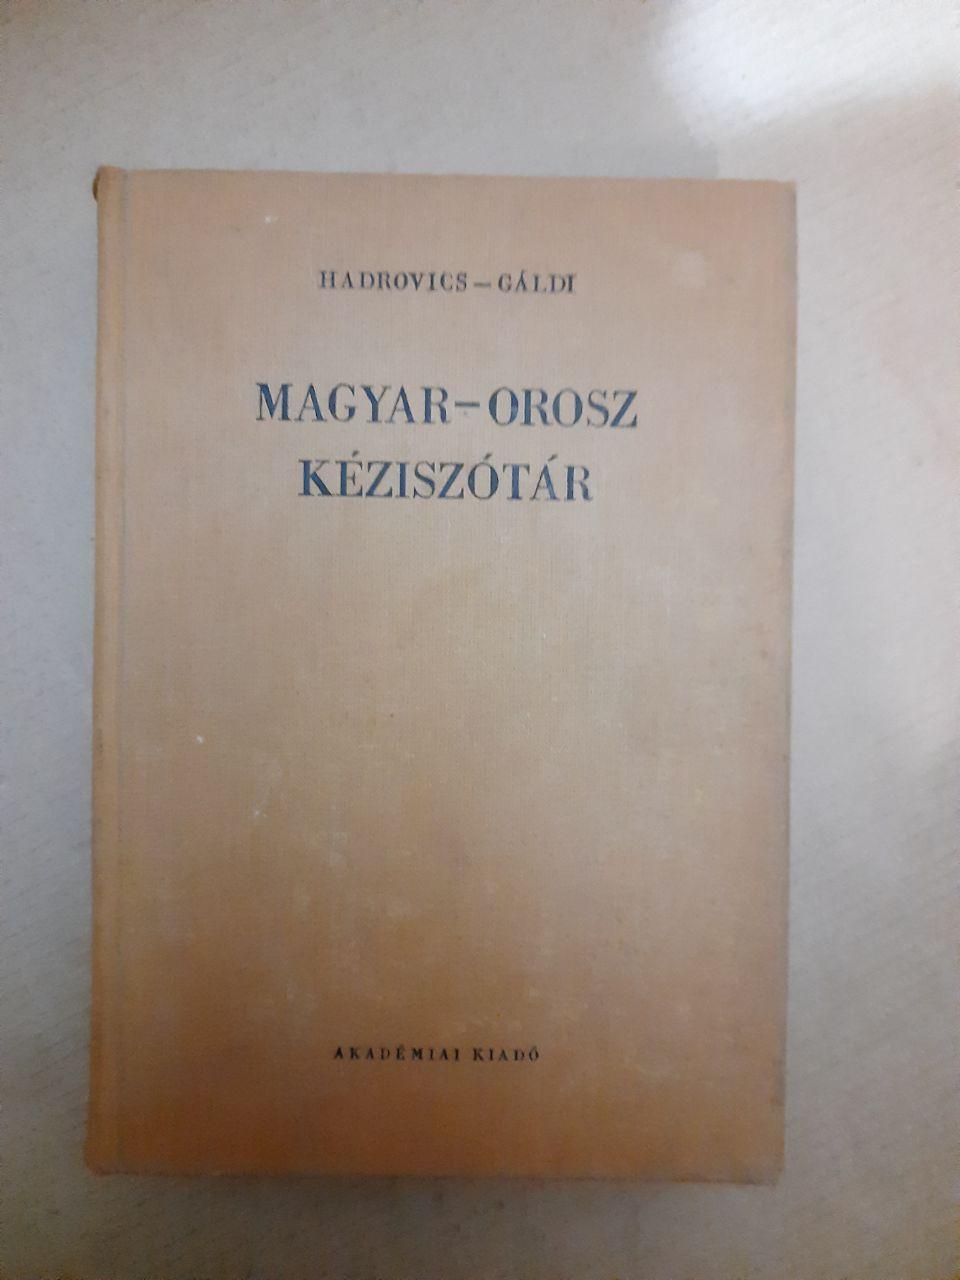 HADROVICS – GÁLDI
MAGYAR – OROSZ
KÉZISZÓTÁR
AKADÉMIAI KIADÓ